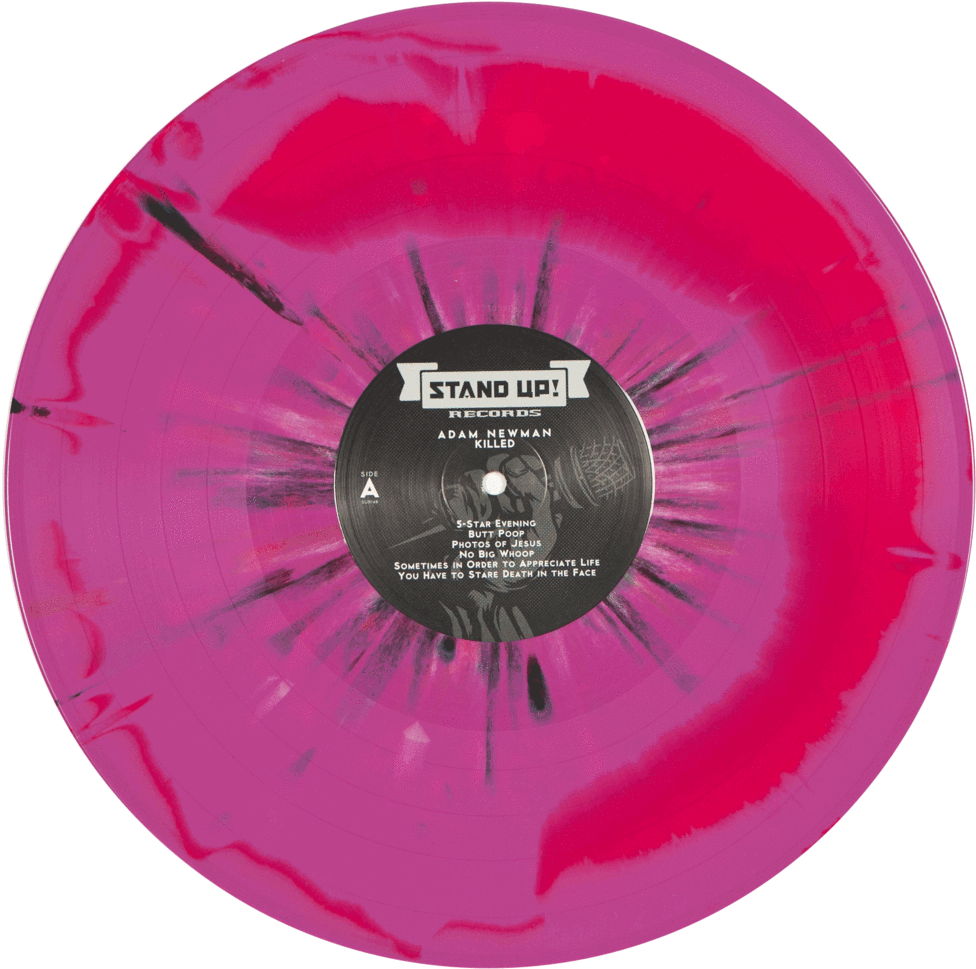 STAND UP!
RECORDS
ADAM NEWMAN
KILLED
SIDE
A
5-STAR EVENING
BUTT POOP
PHOTOS OF JESUS
NO BIG WHOOP
SOMETIMES IN ORDER TO APPRECIATE LIFE
YOU HAVE TO STARE DEATH IN THE FACE